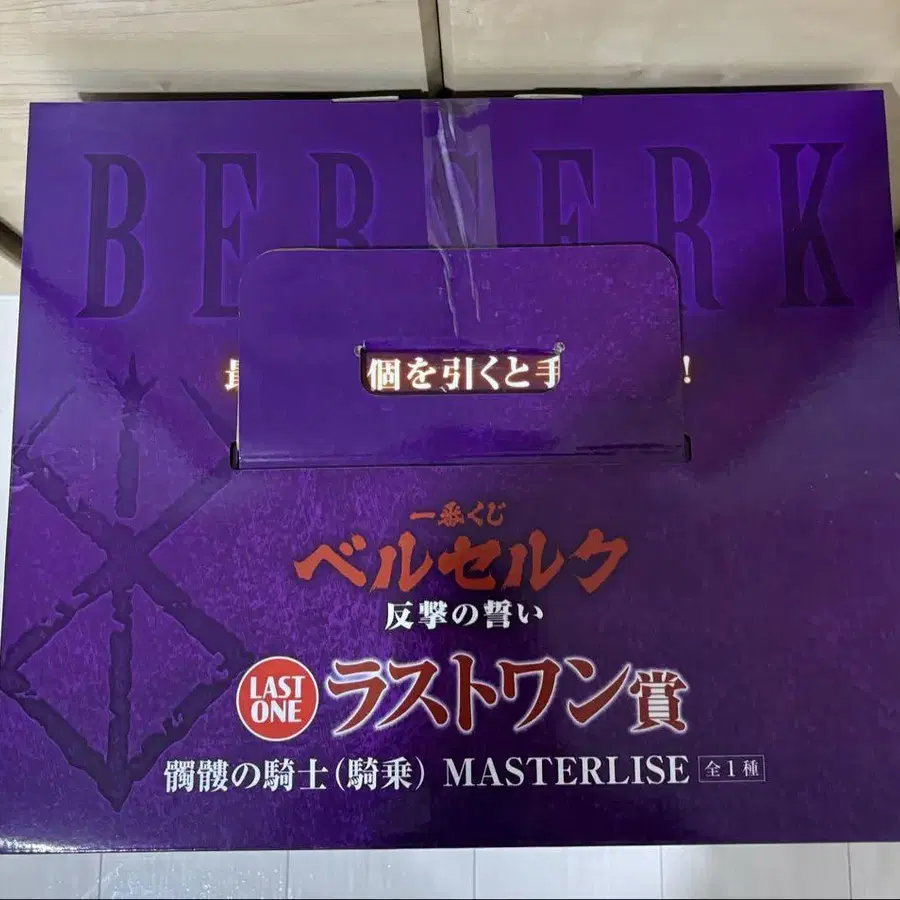 BERSERK
個を引くと手
!
一番くじ
ベルセルク
反撃の誓い
LAST
ONE
ラストワン賞
髑髏の騎士(騎乗) MASTERLISE 全1種